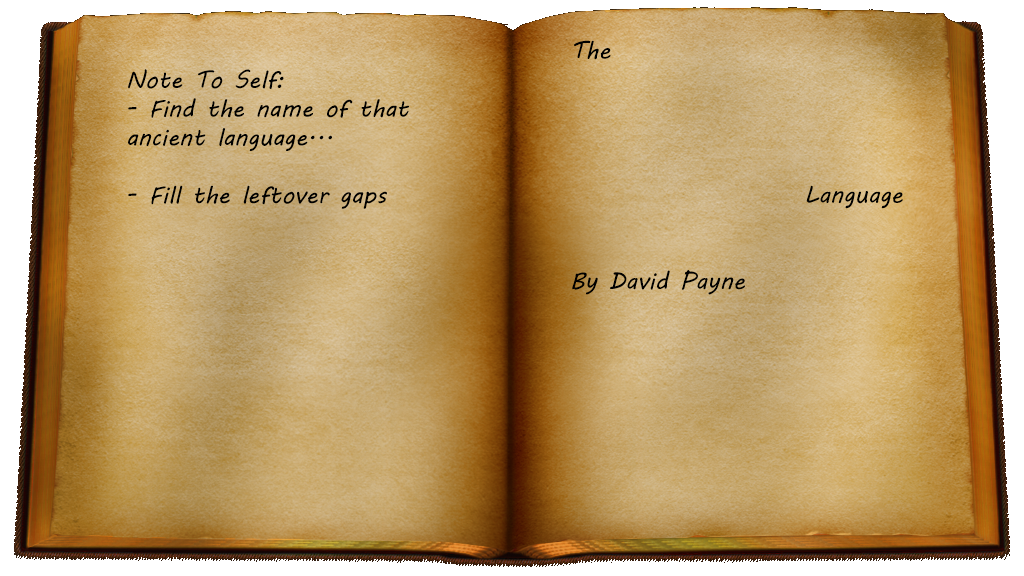 Note To Self:
- Find the name of that
ancient language...
- Fill the leftover gaps
The
Language
By David Payne